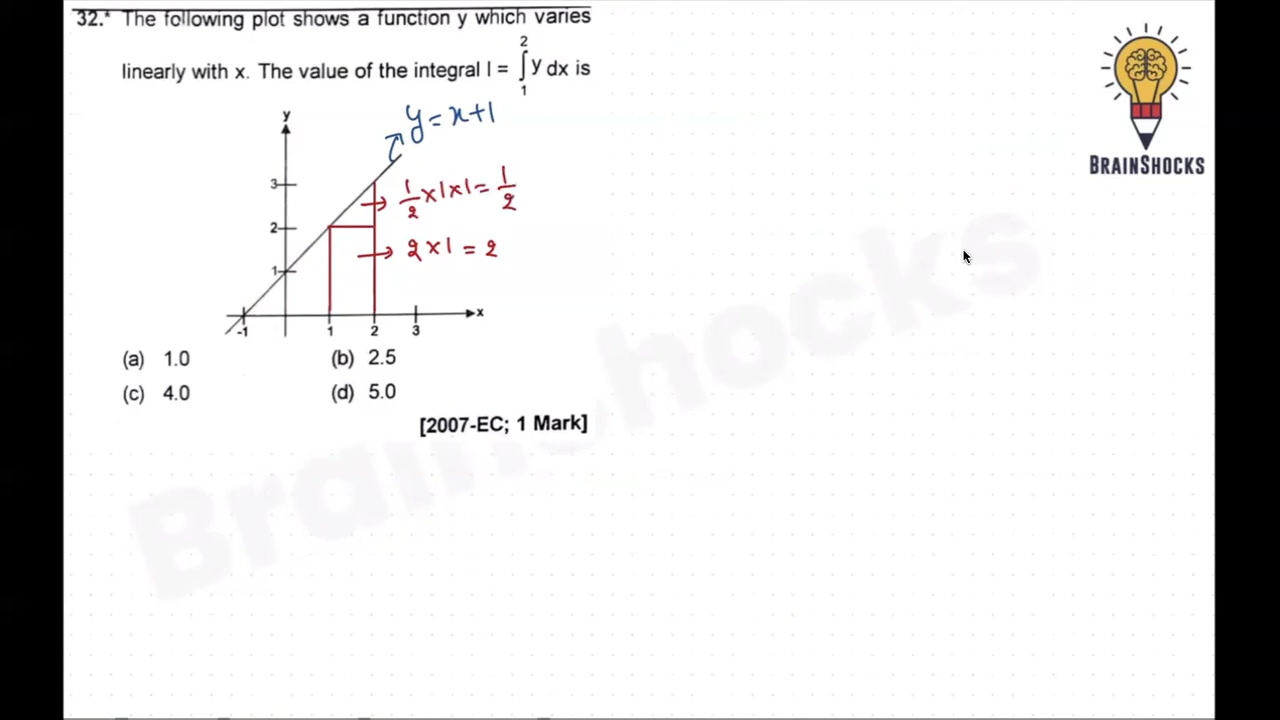 32.* The following plot shows a function y which varies
linearly with x. The value of the integral I = ∫₁² y dx is
y
y = x+1
3
→ 1/2 x1x1 = 1/2
2
→ 2 x 1 = 2
1
x
-1 1 2 3
(a) 1.0 (b) 2.5
(c) 4.0 (d) 5.0
[2007-EC; 1 Mark]
BRAINSHOCKS
Brainshocks